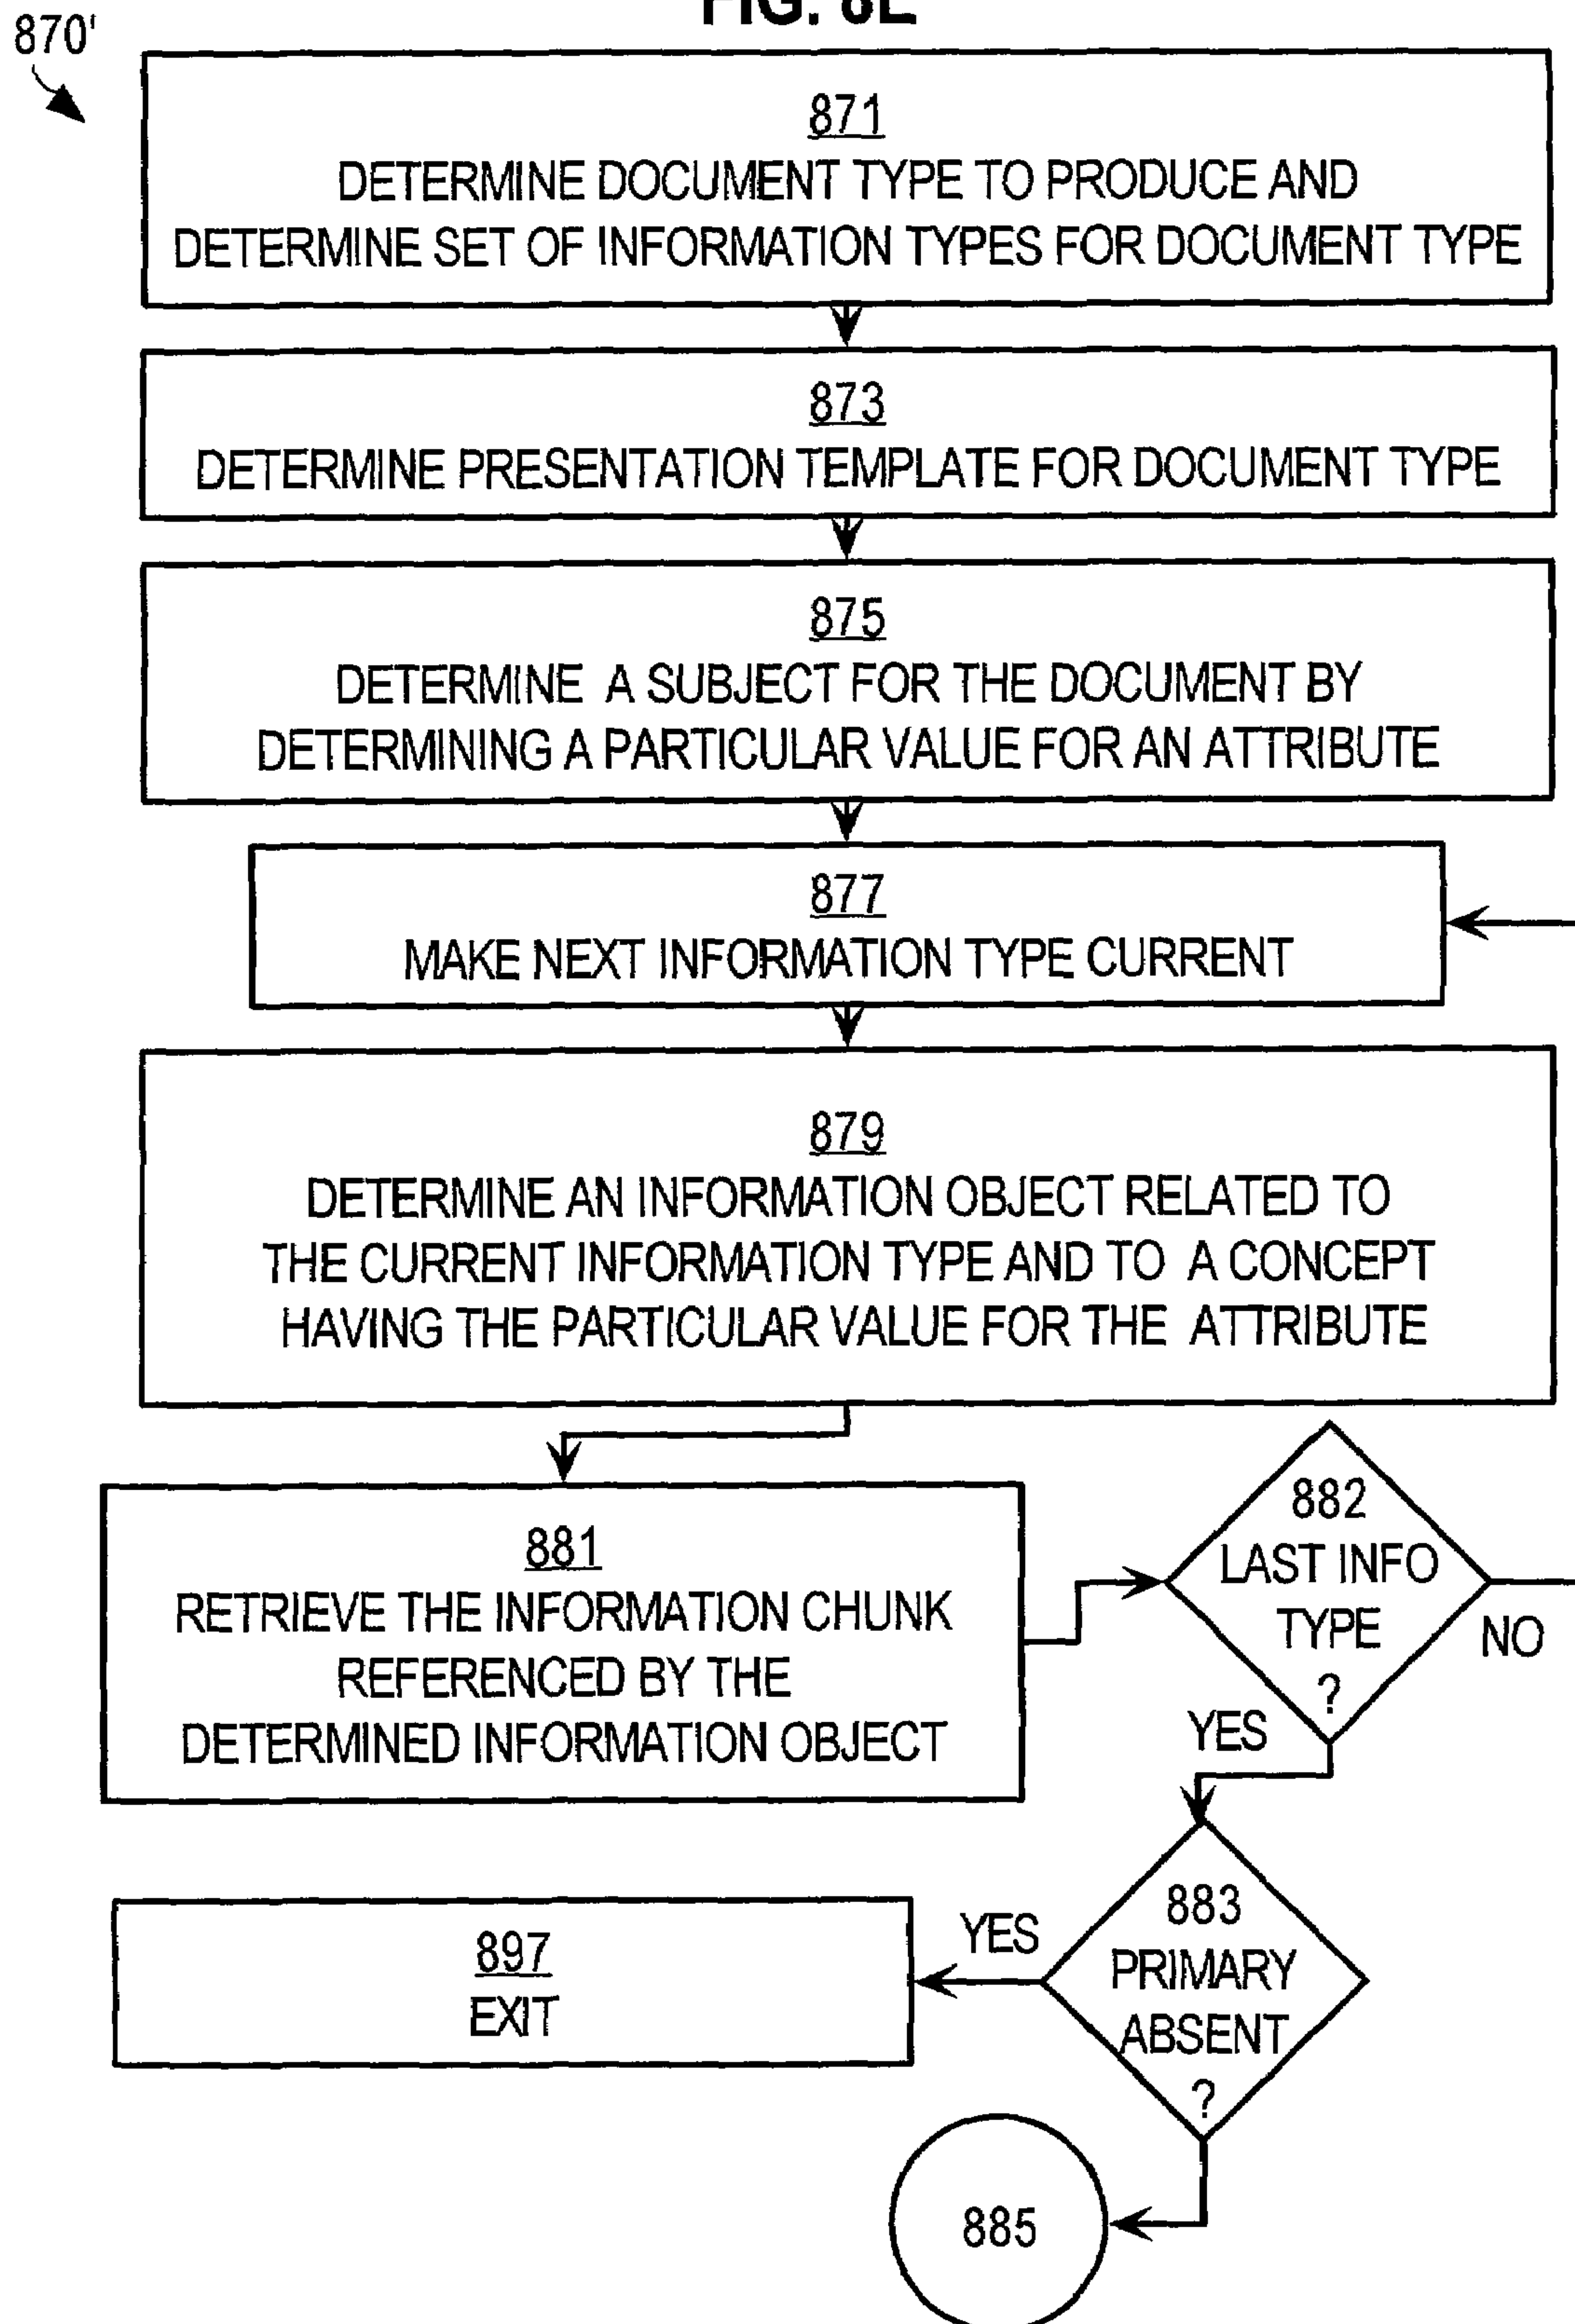 FIG. 8E
870'
871
DETERMINE DOCUMENT TYPE TO PRODUCE AND
DETERMINE SET OF INFORMATION TYPES FOR DOCUMENT TYPE
873
DETERMINE PRESENTATION TEMPLATE FOR DOCUMENT TYPE
875
DETERMINE A SUBJECT FOR THE DOCUMENT BY
DETERMINING A PARTICULAR VALUE FOR AN ATTRIBUTE
877
MAKE NEXT INFORMATION TYPE CURRENT
879
DETERMINE AN INFORMATION OBJECT RELATED TO
THE CURRENT INFORMATION TYPE AND TO A CONCEPT
HAVING THE PARTICULAR VALUE FOR THE ATTRIBUTE
881
RETRIEVE THE INFORMATION CHUNK
REFERENCED BY THE
DETERMINED INFORMATION OBJECT
882
LAST INFO
TYPE
?
NO
YES
883
PRIMARY
ABSENT
?
YES
897
EXIT
885